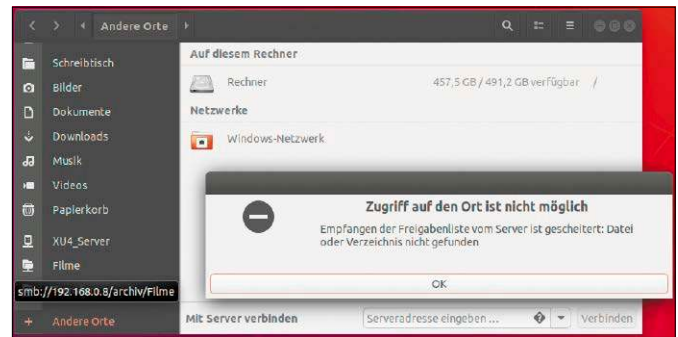 Andere Orte
Schreibtisch
Bilder
Dokumente
Downloads
Musik
Videos
Papierkorb
XU4_Server
Filme
smb://192.168.0.8/archiv/Filme
+ Andere Orte
Auf diesem Rechner
Rechner 457,5 GB / 491,2 GB verfügbar /
Netzwerke
Windows-Netzwerk
Zugriff auf den Ort ist nicht möglich
Empfangen der Freigabenliste vom Server ist gescheitert: Datei
oder Verzeichnis nicht gefunden
OK
Mit Server verbinden Serveradresse eingeben ... Verbinden